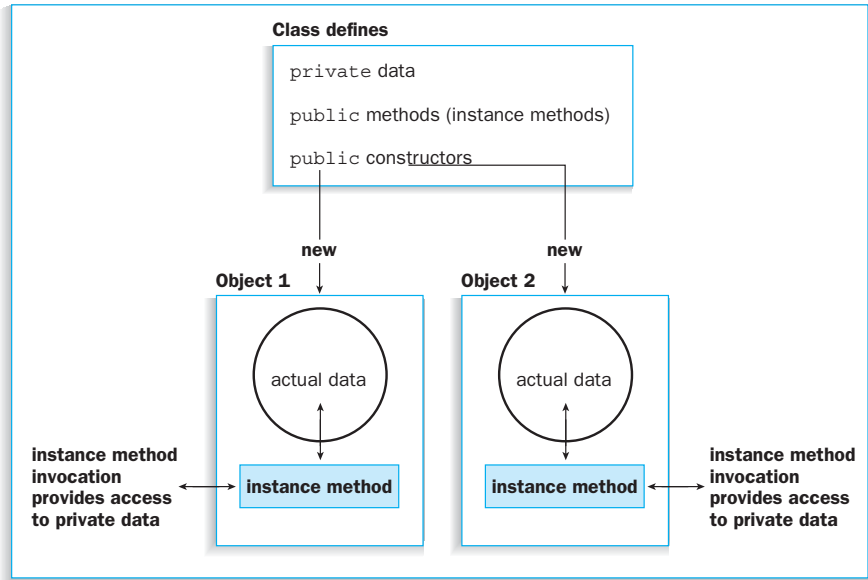 Class defines
private data
public methods (instance methods)
public constructors
new
new
Object 1
Object 2
actual data
actual data
instance method
invocation
provides access
to private data
instance method
instance method
instance method
invocation
provides access
to private data